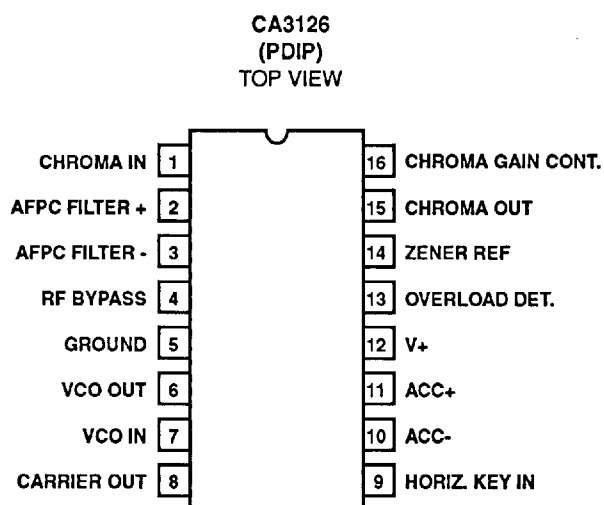 CA3126
(PDIP)
TOP VIEW
CHROMA IN 1
16 CHROMA GAIN CONT.
AFPC FILTER + 2
15 CHROMA OUT
AFPC FILTER - 3
14 ZENER REF
RF BYPASS 4
13 OVERLOAD DET.
GROUND 5
12 V+
VCO OUT 6
11 ACC+
VCO IN 7
10 ACC-
CARRIER OUT 8
9 HORIZ. KEY IN